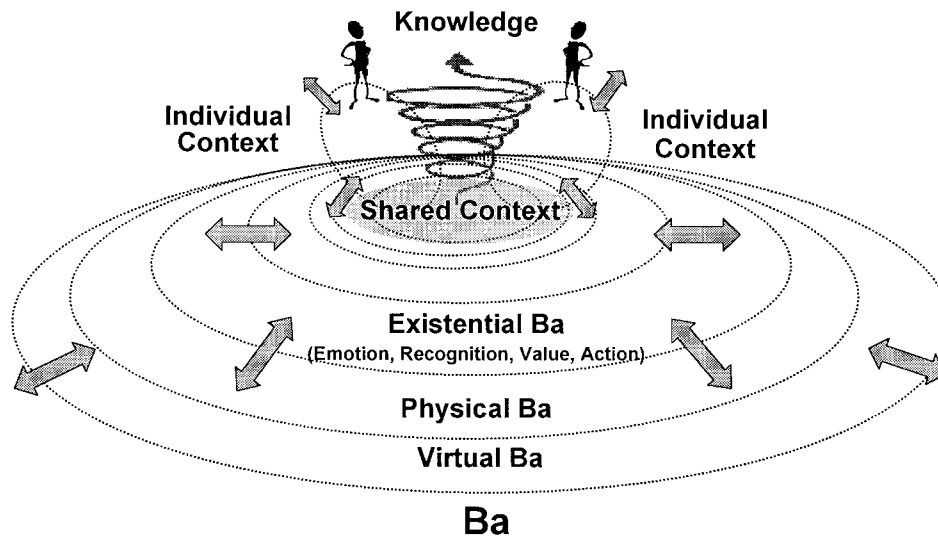 Knowledge
Individual
Context
Individual
Context
Shared Context
Existential Ba
(Emotion, Recognition, Value, Action)
Physical Ba
Virtual Ba
Ba